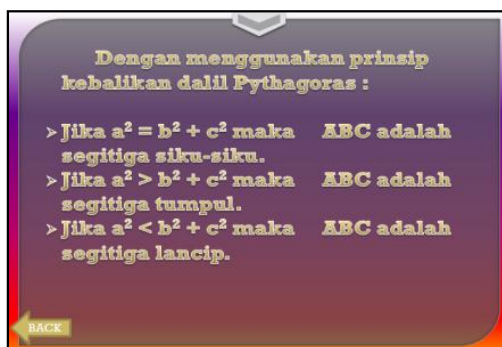 Dengan menggunakan prinsip
kebalikan dalil Pythagoras :
➢Jika a² = b² + c² maka ABC adalah
segitiga siku-siku.
➢Jika a² > b² + c² maka ABC adalah
segitiga tumpul.
➢Jika a² < b² + c² maka ABC adalah
segitiga lancip.
BACK